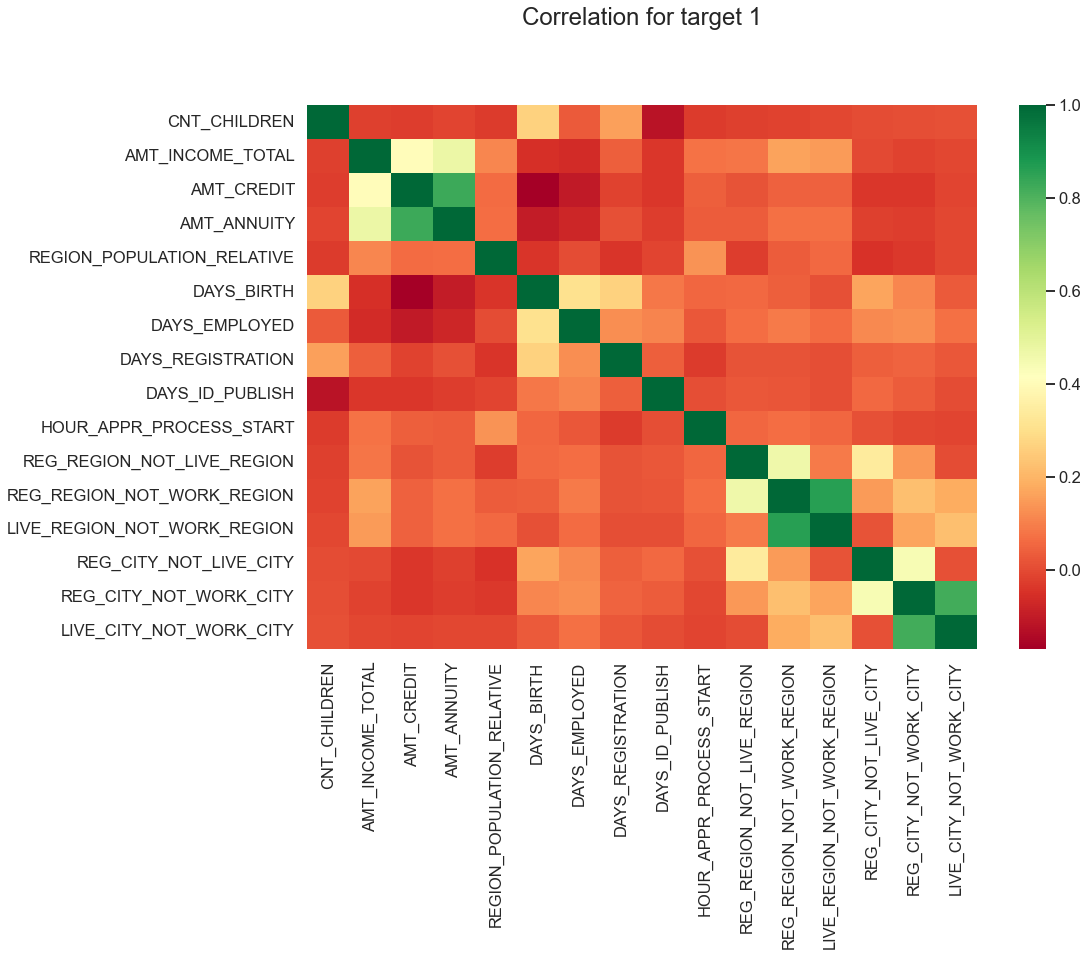 Correlation for target 1
CNT_CHILDREN
AMT_INCOME_TOTAL
AMT_CREDIT
AMT_ANNUITY
REGION_POPULATION_RELATIVE
DAYS_BIRTH
DAYS_EMPLOYED
DAYS_REGISTRATION
DAYS_ID_PUBLISH
HOUR_APPR_PROCESS_START
REG_REGION_NOT_LIVE_REGION
REG_REGION_NOT_WORK_REGION
LIVE_REGION_NOT_WORK_REGION
REG_CITY_NOT_LIVE_CITY
REG_CITY_NOT_WORK_CITY
LIVE_CITY_NOT_WORK_CITY
CNT_CHILDREN
AMT_INCOME_TOTAL
AMT_CREDIT
AMT_ANNUITY
REGION_POPULATION_RELATIVE
DAYS_BIRTH
DAYS_EMPLOYED
DAYS_REGISTRATION
DAYS_ID_PUBLISH
HOUR_APPR_PROCESS_START
REG_REGION_NOT_LIVE_REGION
REG_REGION_NOT_WORK_REGION
LIVE_REGION_NOT_WORK_REGION
REG_CITY_NOT_LIVE_CITY
REG_CITY_NOT_WORK_CITY
LIVE_CITY_NOT_WORK_CITY
1.0
0.8
0.6
0.4
0.2
0.0